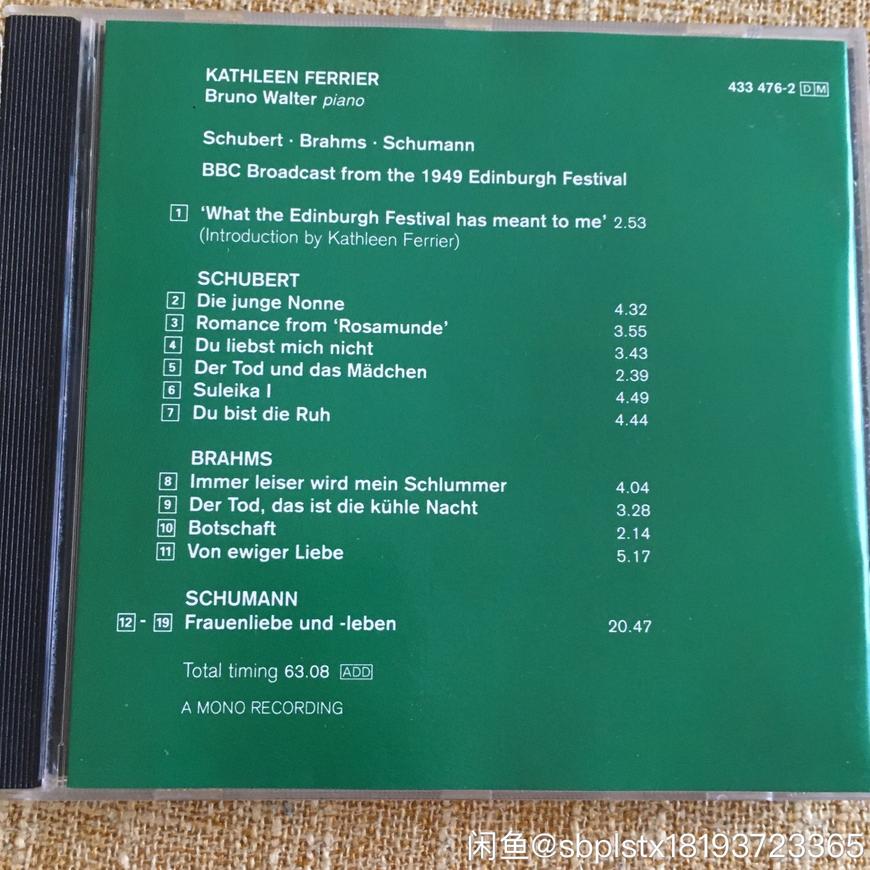 KATHLEEN FERRIER
Bruno Walter piano
433 476-2 DM
Schubert · Brahms · Schumann
BBC Broadcast from the 1949 Edinburgh Festival
1 ‘What the Edinburgh Festival has meant to me’ 2.53
(Introduction by Kathleen Ferrier)
SCHUBERT
2 Die junge Nonne 4.32
3 Romance from ‘Rosamunde’ 3.55
4 Du liebst mich nicht 3.43
5 Der Tod und das Mädchen 2.39
6 Suleika I 4.49
7 Du bist die Ruh 4.44
BRAHMS
8 Immer leiser wird mein Schlummer 4.04
9 Der Tod, das ist die kühle Nacht 3.28
10 Botschaft 2.14
11 Von ewiger Liebe 5.17
SCHUMANN
12 - 19 Frauenliebe und -leben 20.47
Total timing 63.08 ADD
A MONO RECORDING
闲鱼@sbplstx18193723365